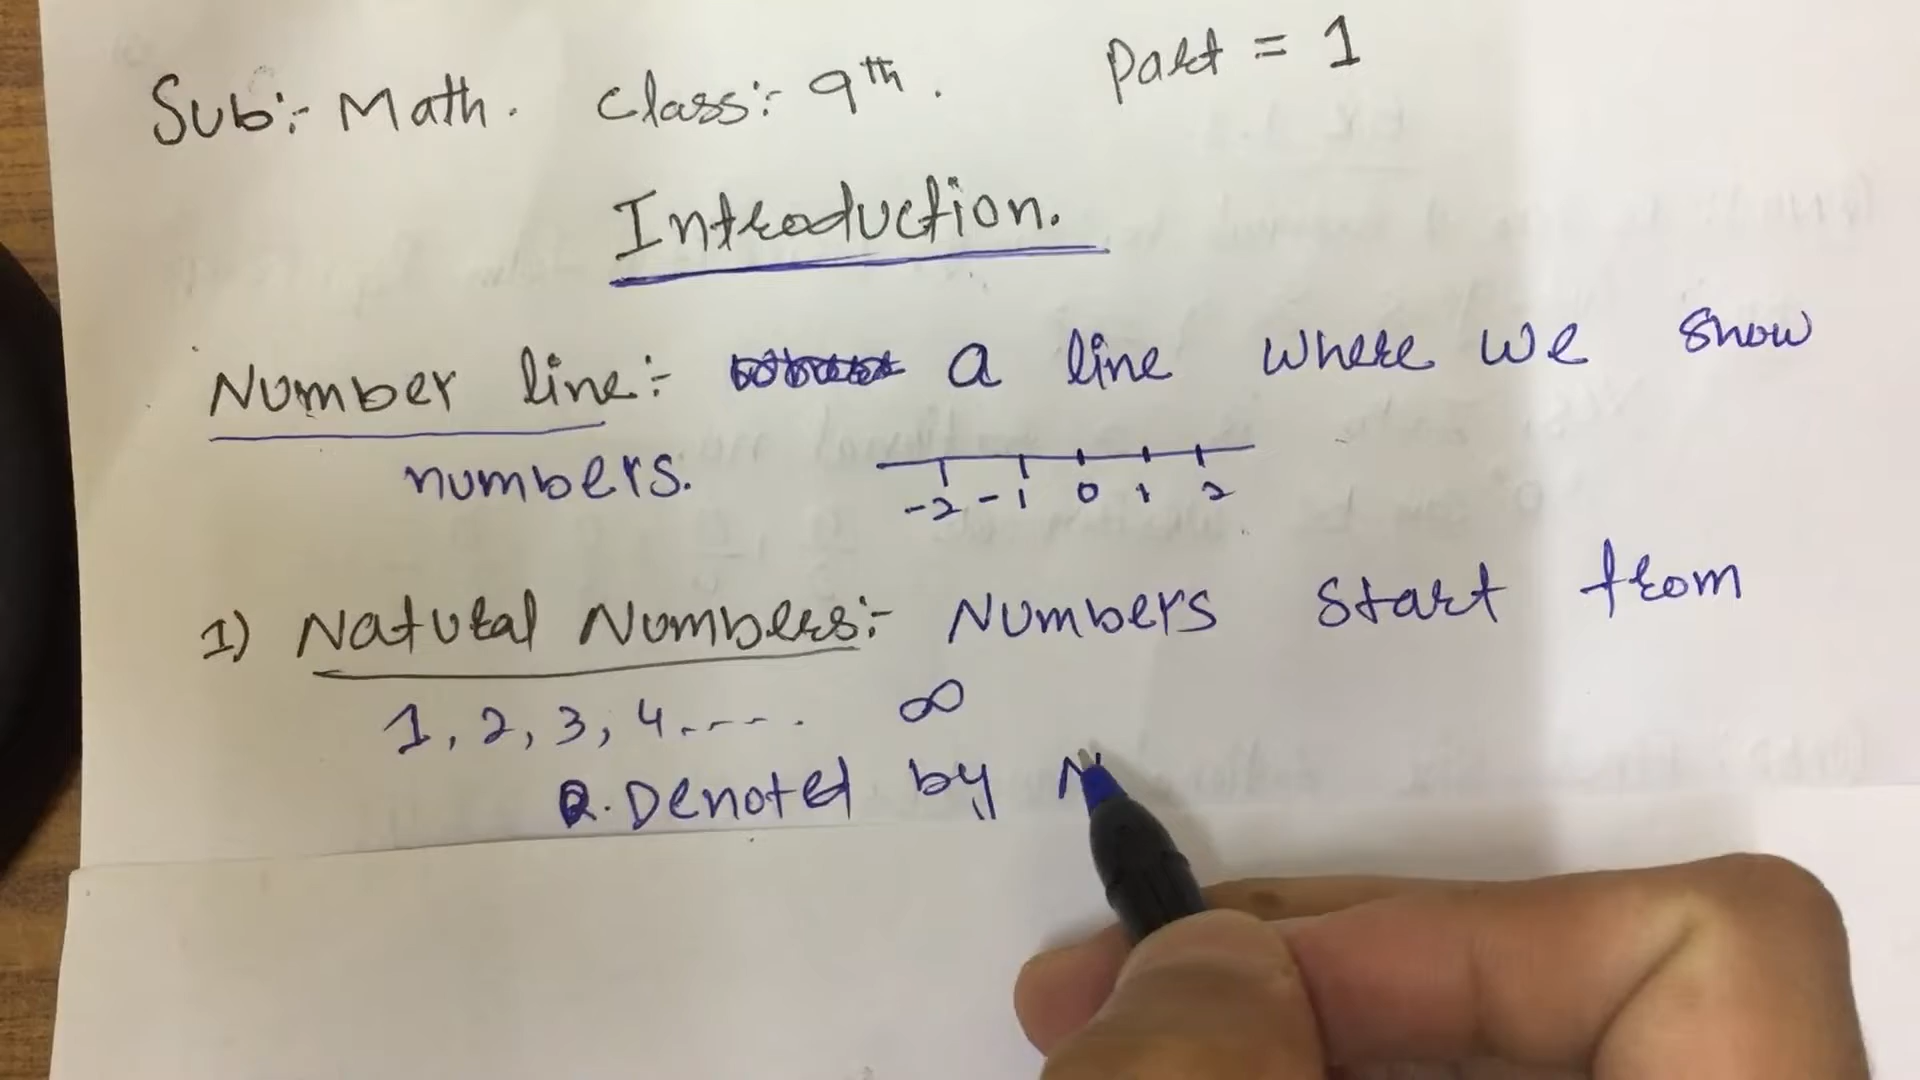 Sub:- Math. Class:- 9th. Part = 1
Introduction.
Number line:- a line where we show
numbers.
-2 -1 0 1 2
1) Natural Numbers:- Numbers start from
1, 2, 3, 4..... ∞
Denoted by N